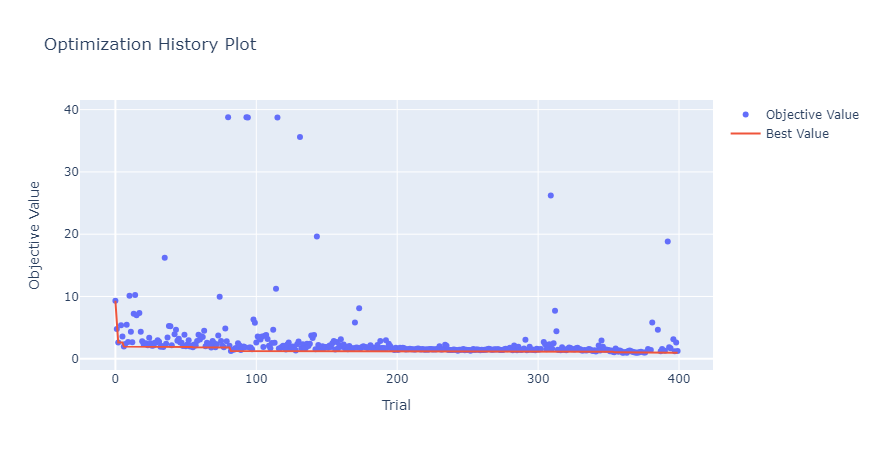 Optimization History Plot
40
30
20
10
0
0
100
200
300
400
Objective Value
Trial
Objective Value
Best Value